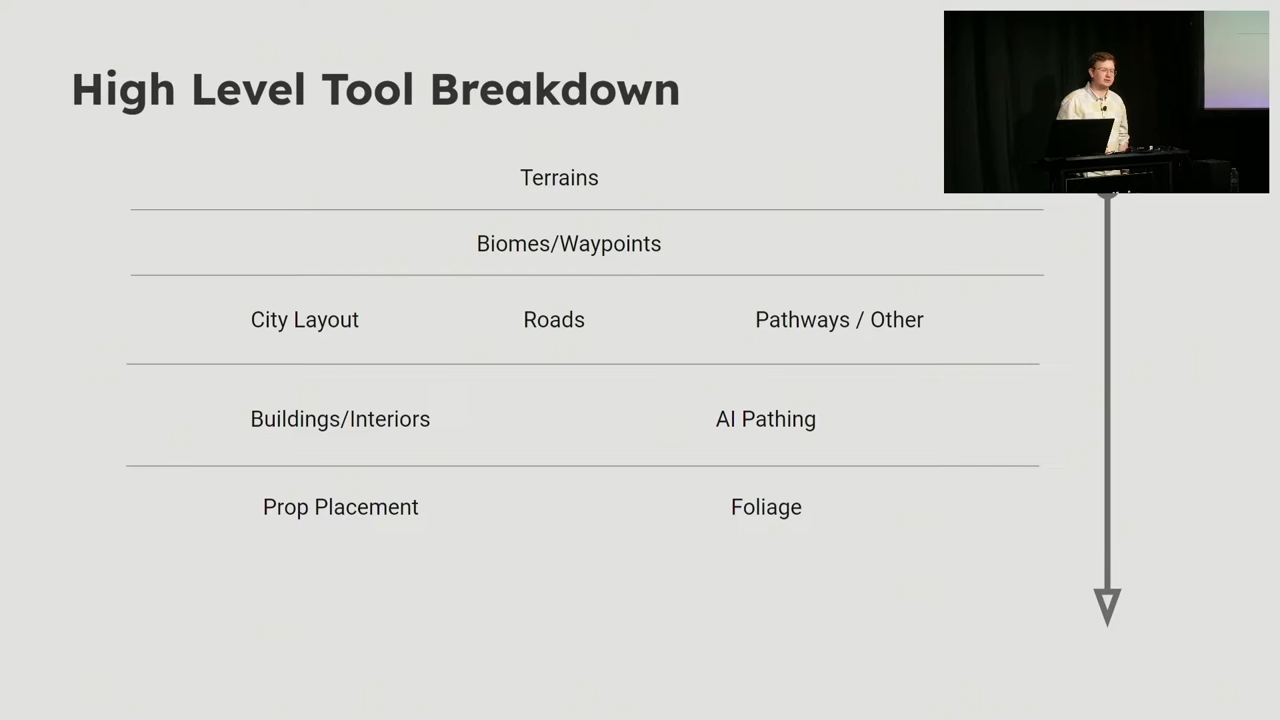 High Level Tool Breakdown
Terrains
Biomes/Waypoints
City Layout
Roads
Pathways / Other
Buildings/Interiors
AI Pathing
Prop Placement
Foliage